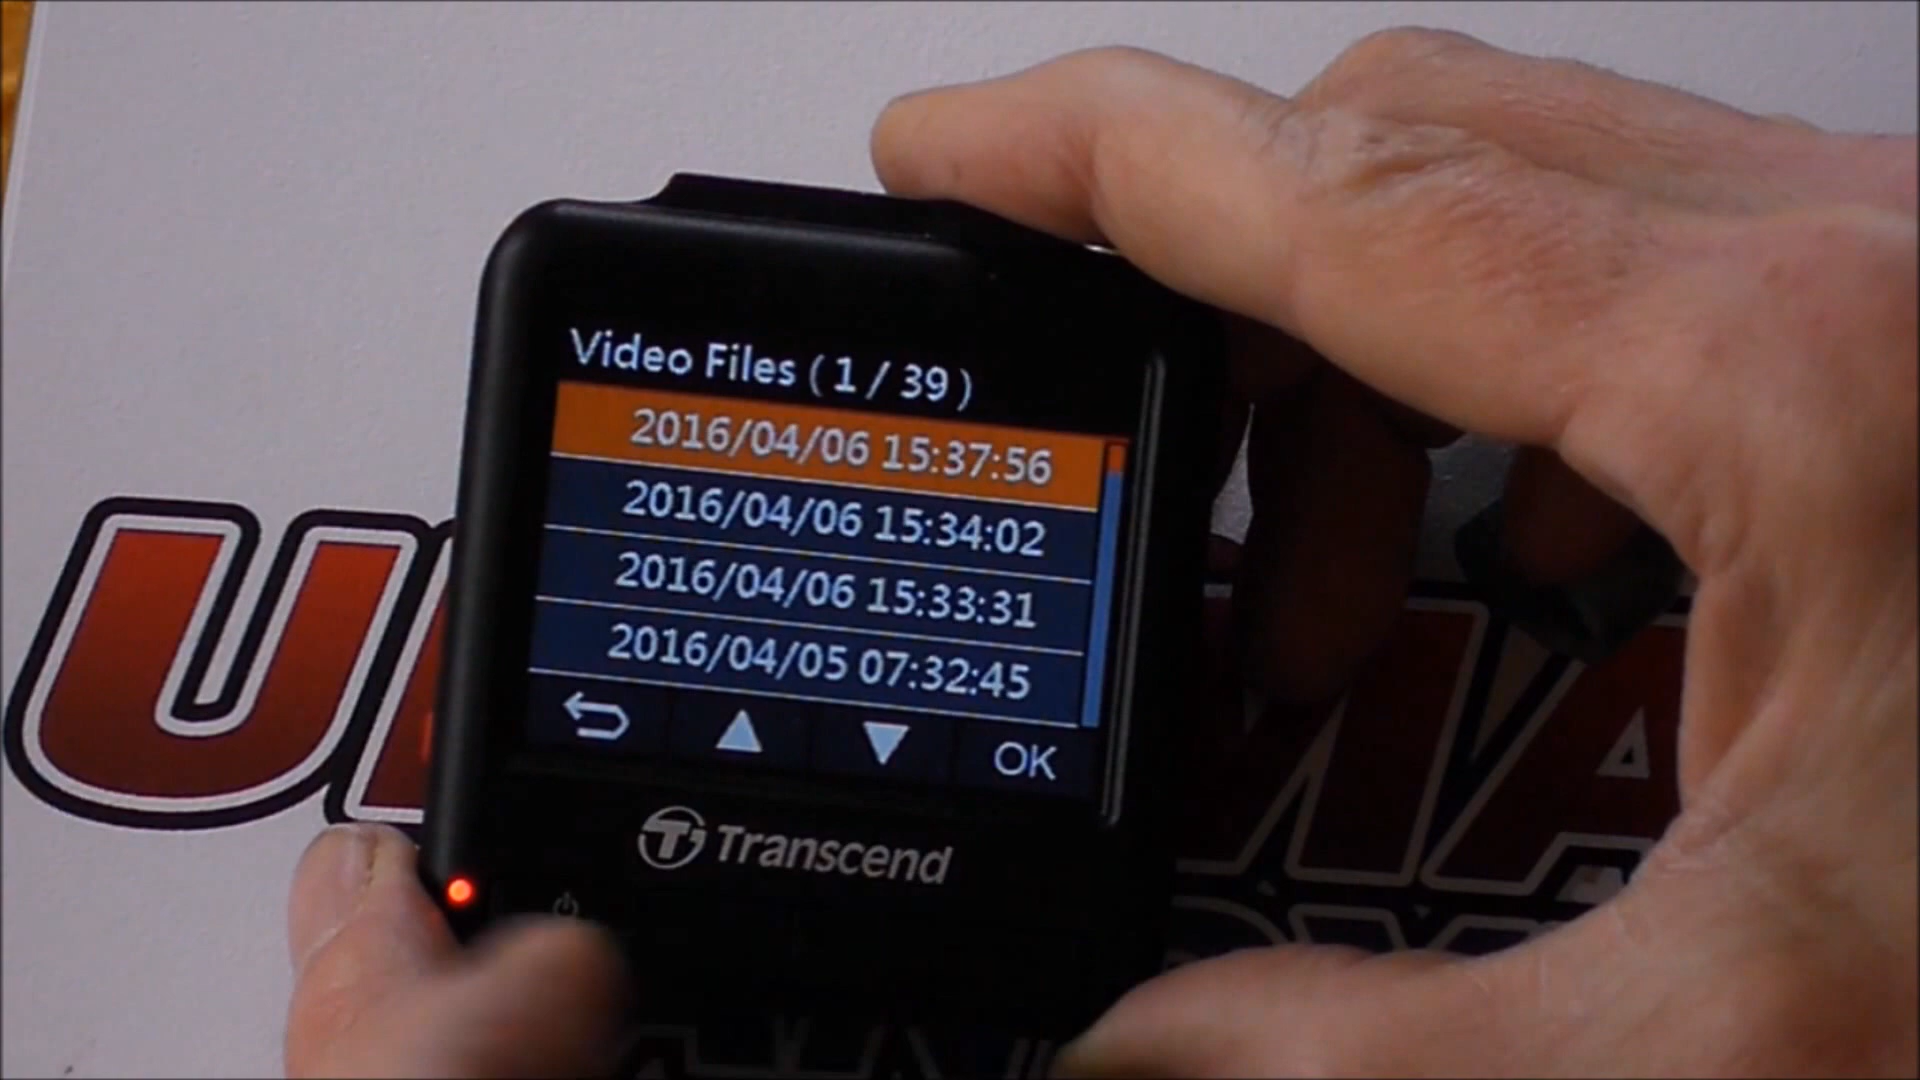 Video Files ( 1 / 39 )
2016/04/06 15:37:56
2016/04/06 15:34:02
2016/04/06 15:33:31
2016/04/05 07:32:45
OK
Transcend